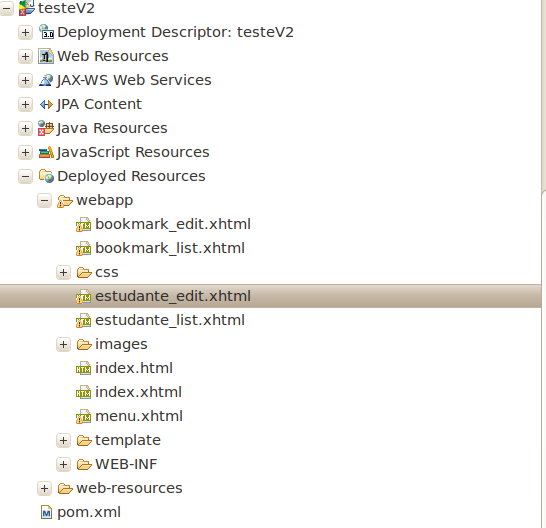 testeV2
Deployment Descriptor: testeV2
Web Resources
JAX-WS Web Services
JPA Content
Java Resources
JavaScript Resources
Deployed Resources
webapp
bookmark_edit.xhtml
bookmark_list.xhtml
css
estudante_edit.xhtml
estudante_list.xhtml
images
index.html
index.xhtml
menu.xhtml
template
WEB-INF
web-resources
pom.xml